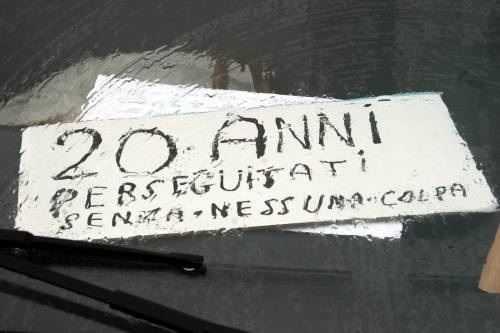 20 ANNI
PERSEGUITATI
SENZA-NESSUNA-COLPA